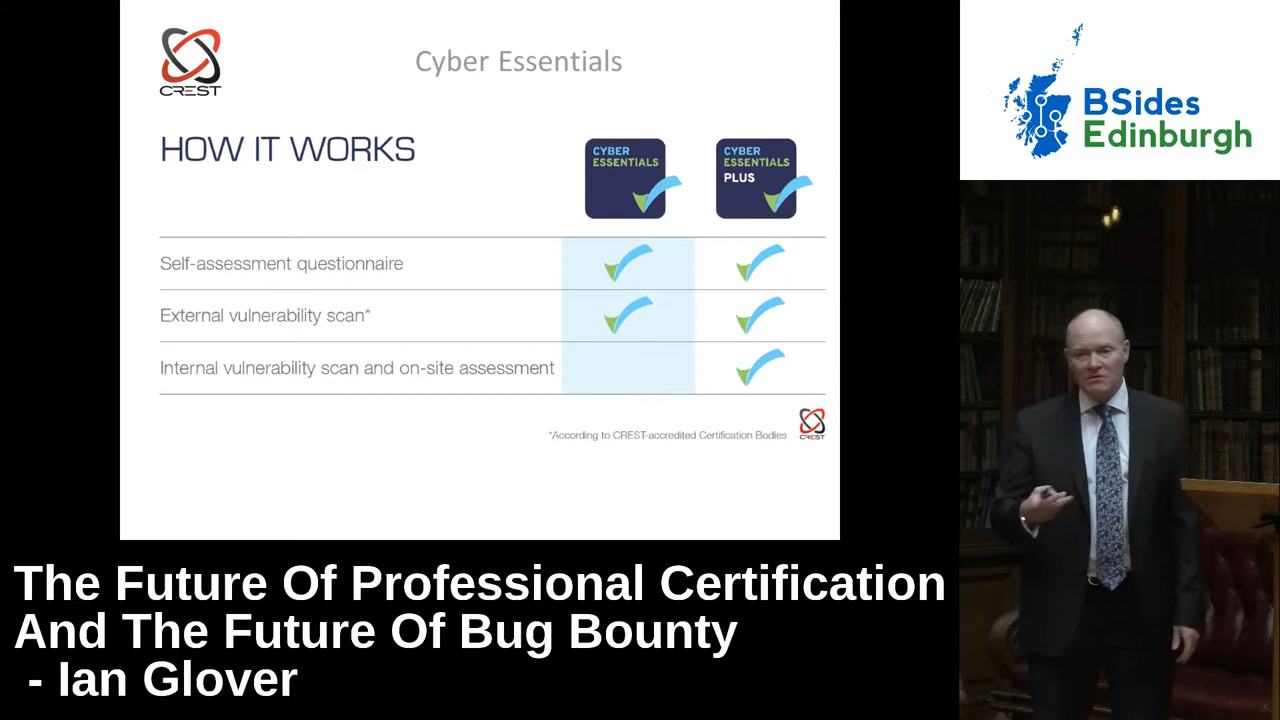 CREST
Cyber Essentials
HOW IT WORKS
CYBER
ESSENTIALS
CYBER
ESSENTIALS
PLUS
Self-assessment questionnaire
External vulnerability scan*
Internal vulnerability scan and on-site assessment
*According to CREST-accredited Certification Bodies
CREST
BSides
Edinburgh
The Future Of Professional Certification
And The Future Of Bug Bounty
- Ian Glover